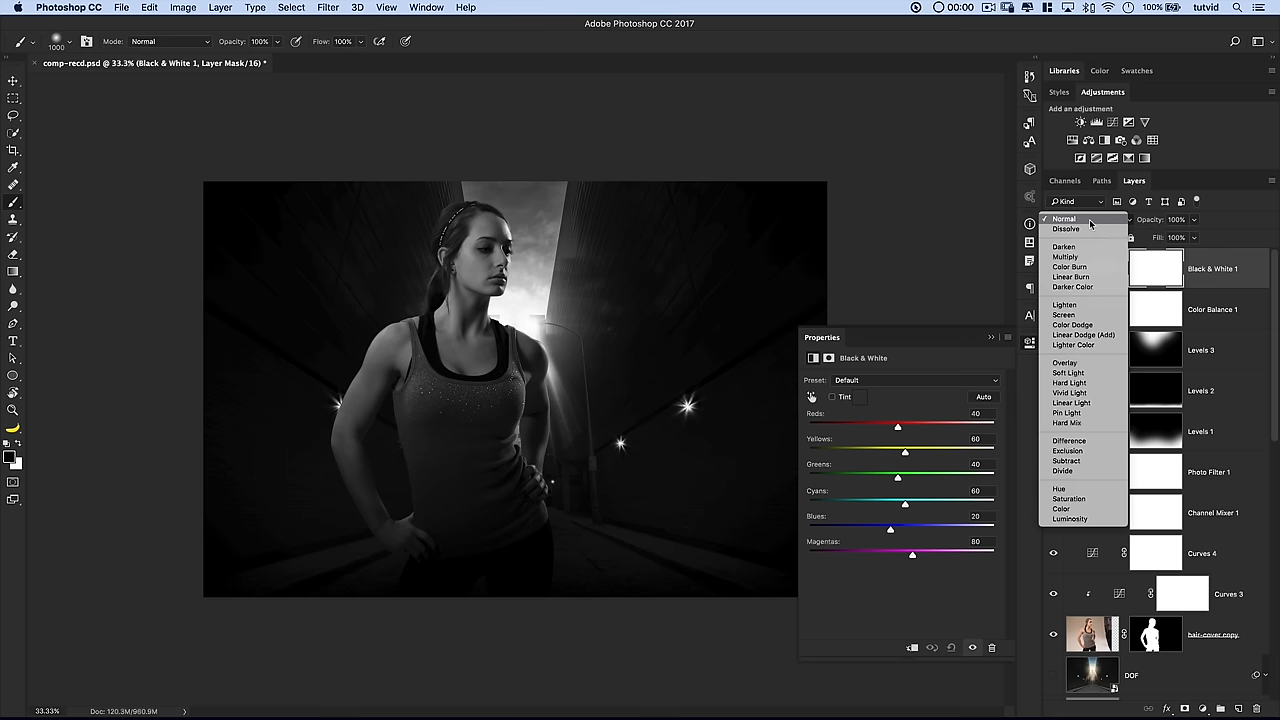 Photoshop CC File Edit Image Layer Type Select Filter 3D View Window Help 00:00 100% tutvid
Adobe Photoshop CC 2017
1000 Mode: Normal Opacity: 100% Flow: 100%
comp-recd.psd @ 33.3% (Black & White 1, Layer Mask/16) *
Libraries Color Swatches
Styles Adjustments
Add an adjustment
Channels Paths Layers
Kind
Normal Opacity: 100%
Dissolve
Fill: 100%
Darken
Multiply
Color Burn
Linear Burn
Darker Color
Lighten
Screen
Color Dodge
Linear Dodge (Add)
Lighter Color
Overlay
Soft Light
Hard Light
Vivid Light
Linear Light
Pin Light
Hard Mix
Difference
Exclusion
Subtract
Divide
Hue
Saturation
Color
Luminosity
Black & White 1
Color Balance 1
Levels 3
Levels 2
Levels 1
Photo Filter 1
Channel Mixer 1
Curves 4
Curves 3
hair-cover copy
DOF
Properties
Black & White
Preset: Default
Tint Auto
Reds: 40
Yellows: 60
Greens: 40
Cyans: 60
Blues: 20
Magentas: 80
33.33% Doc: 120.3M/960.9M